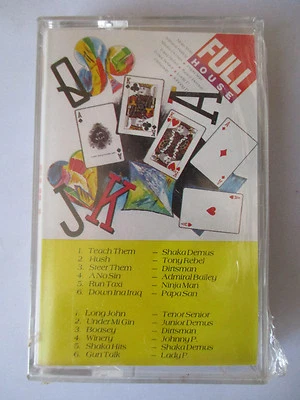 FULL
HOUSE
Q
A
K
J
K
1. Teach Them – Shaka Demus
2. Hush – Tony Rebel
3. Steer Them – Dirtsman
4. A No Sin – Admiral Bailey
5. Run Taxi – Ninja Man
6. Down Ina Iraq – Papa San
1. Long John – Tenor Senior
2. Under Mi Gin – Junior Demus
3. Boasey – Dirtsman
4. Winery – Johnny P.
5. Shaka Hits – Shaka Demus
6. Gun Talk – Lady P.